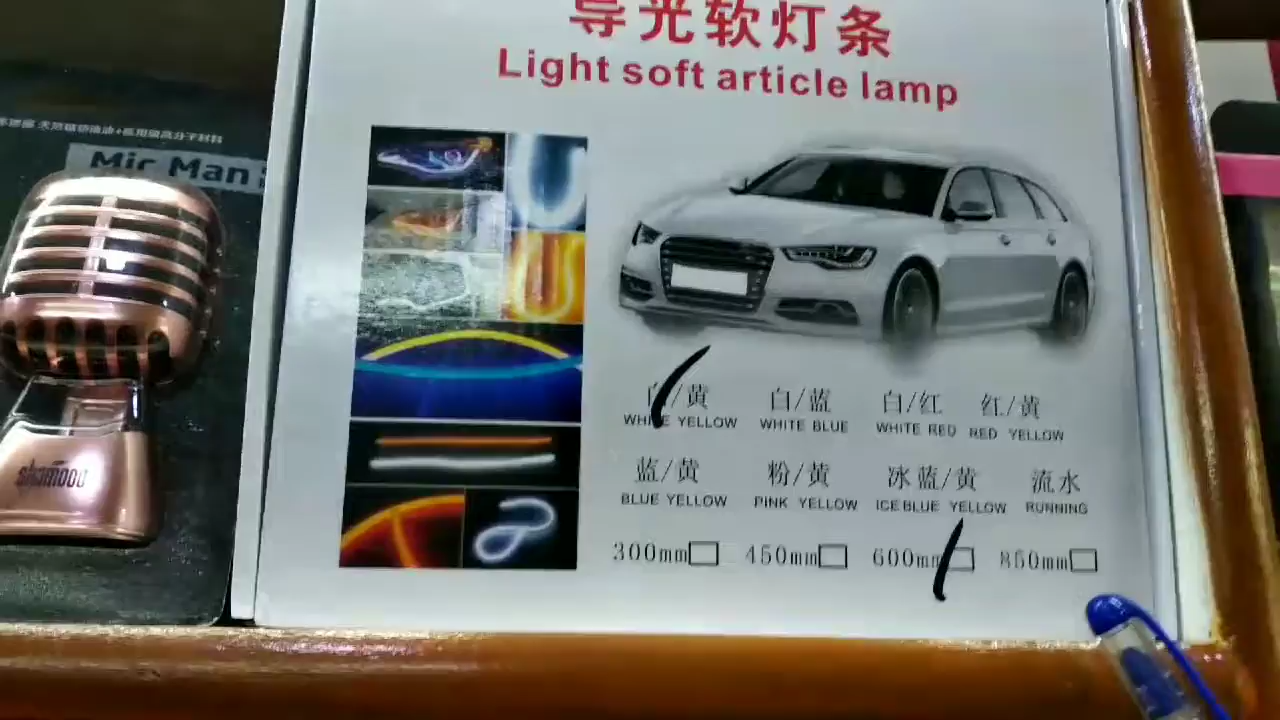 导光软灯条
Light soft article lamp
Mic Man
shamooo
白/黄 白/蓝 白/红 红/黄
WHITE YELLOW WHITE BLUE WHITE RED RED YELLOW
蓝/黄 粉/黄 冰蓝/黄 流水
BLUE YELLOW PINK YELLOW ICE BLUE YELLOW RUNNING
300mm 450mm 600mm 850mm